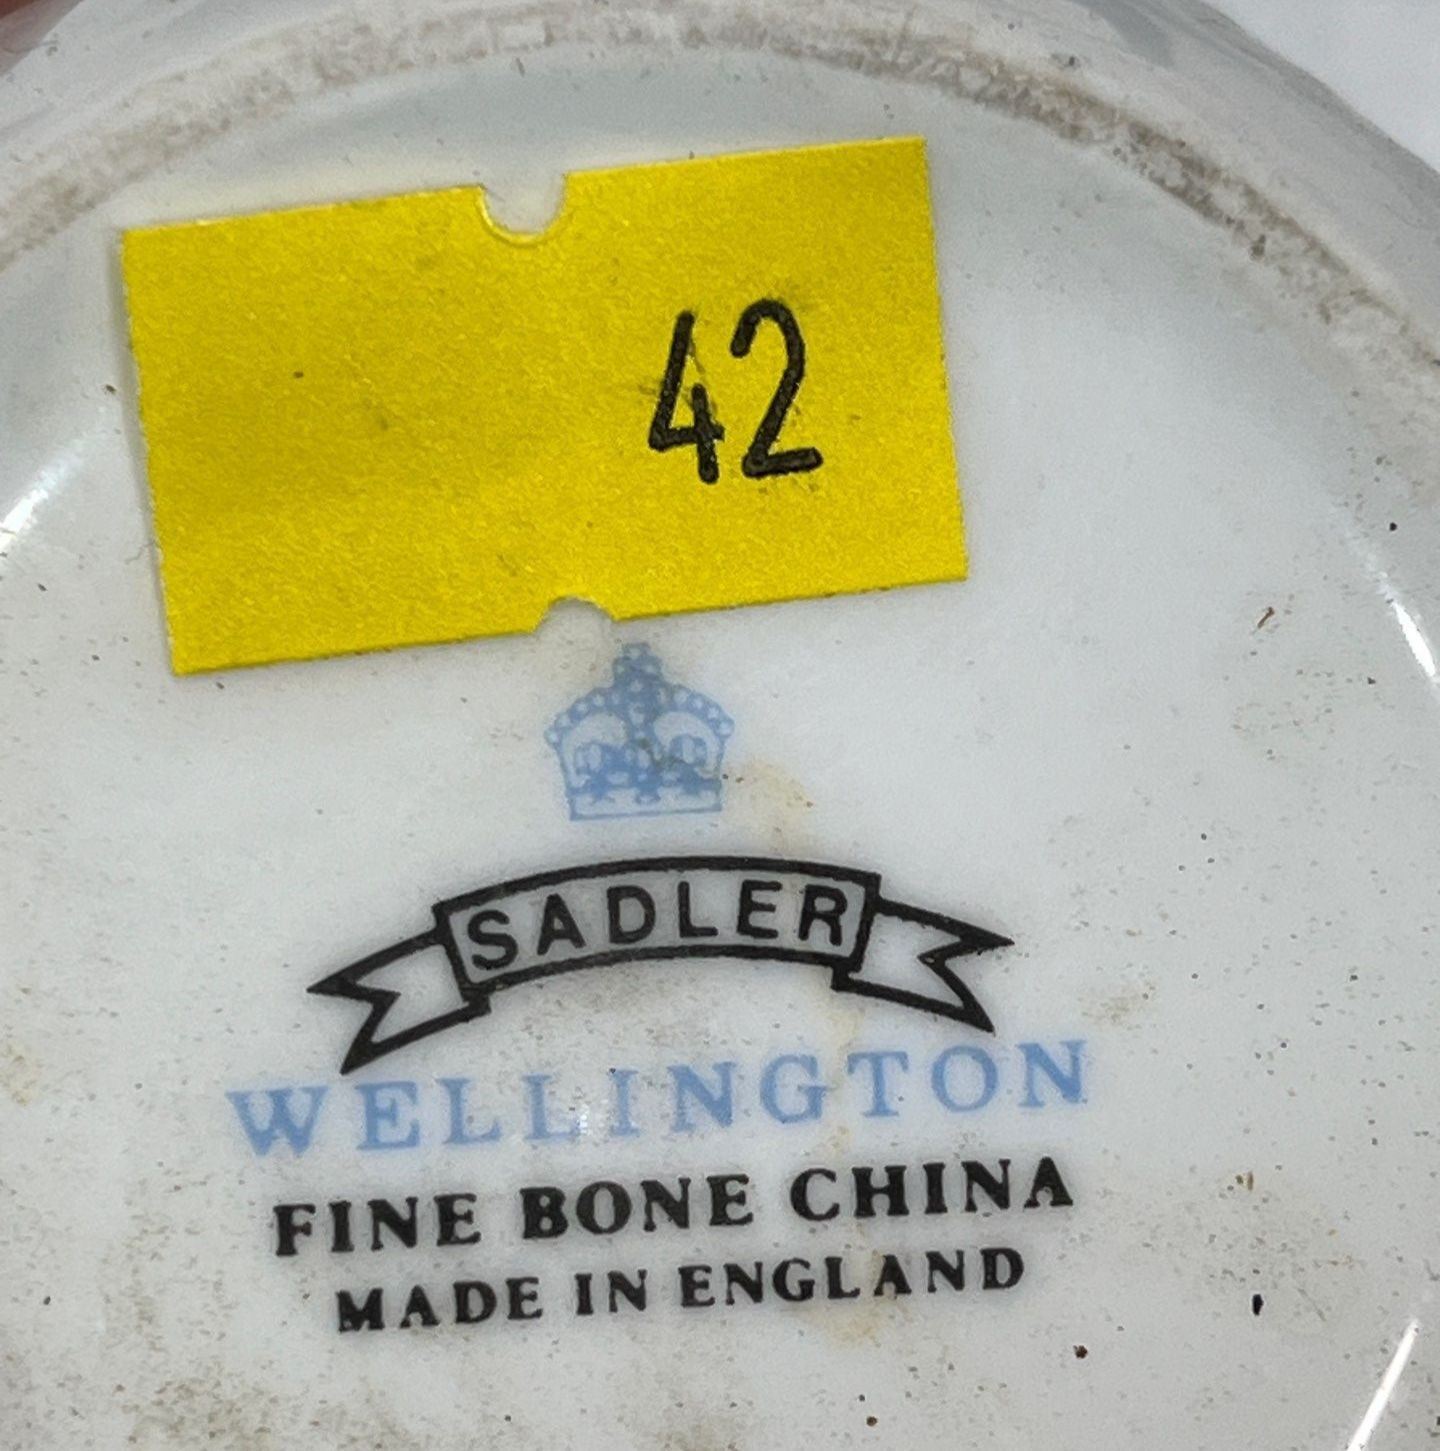 42
SADLER
WELLINGTON
FINE BONE CHINA
MADE IN ENGLAND